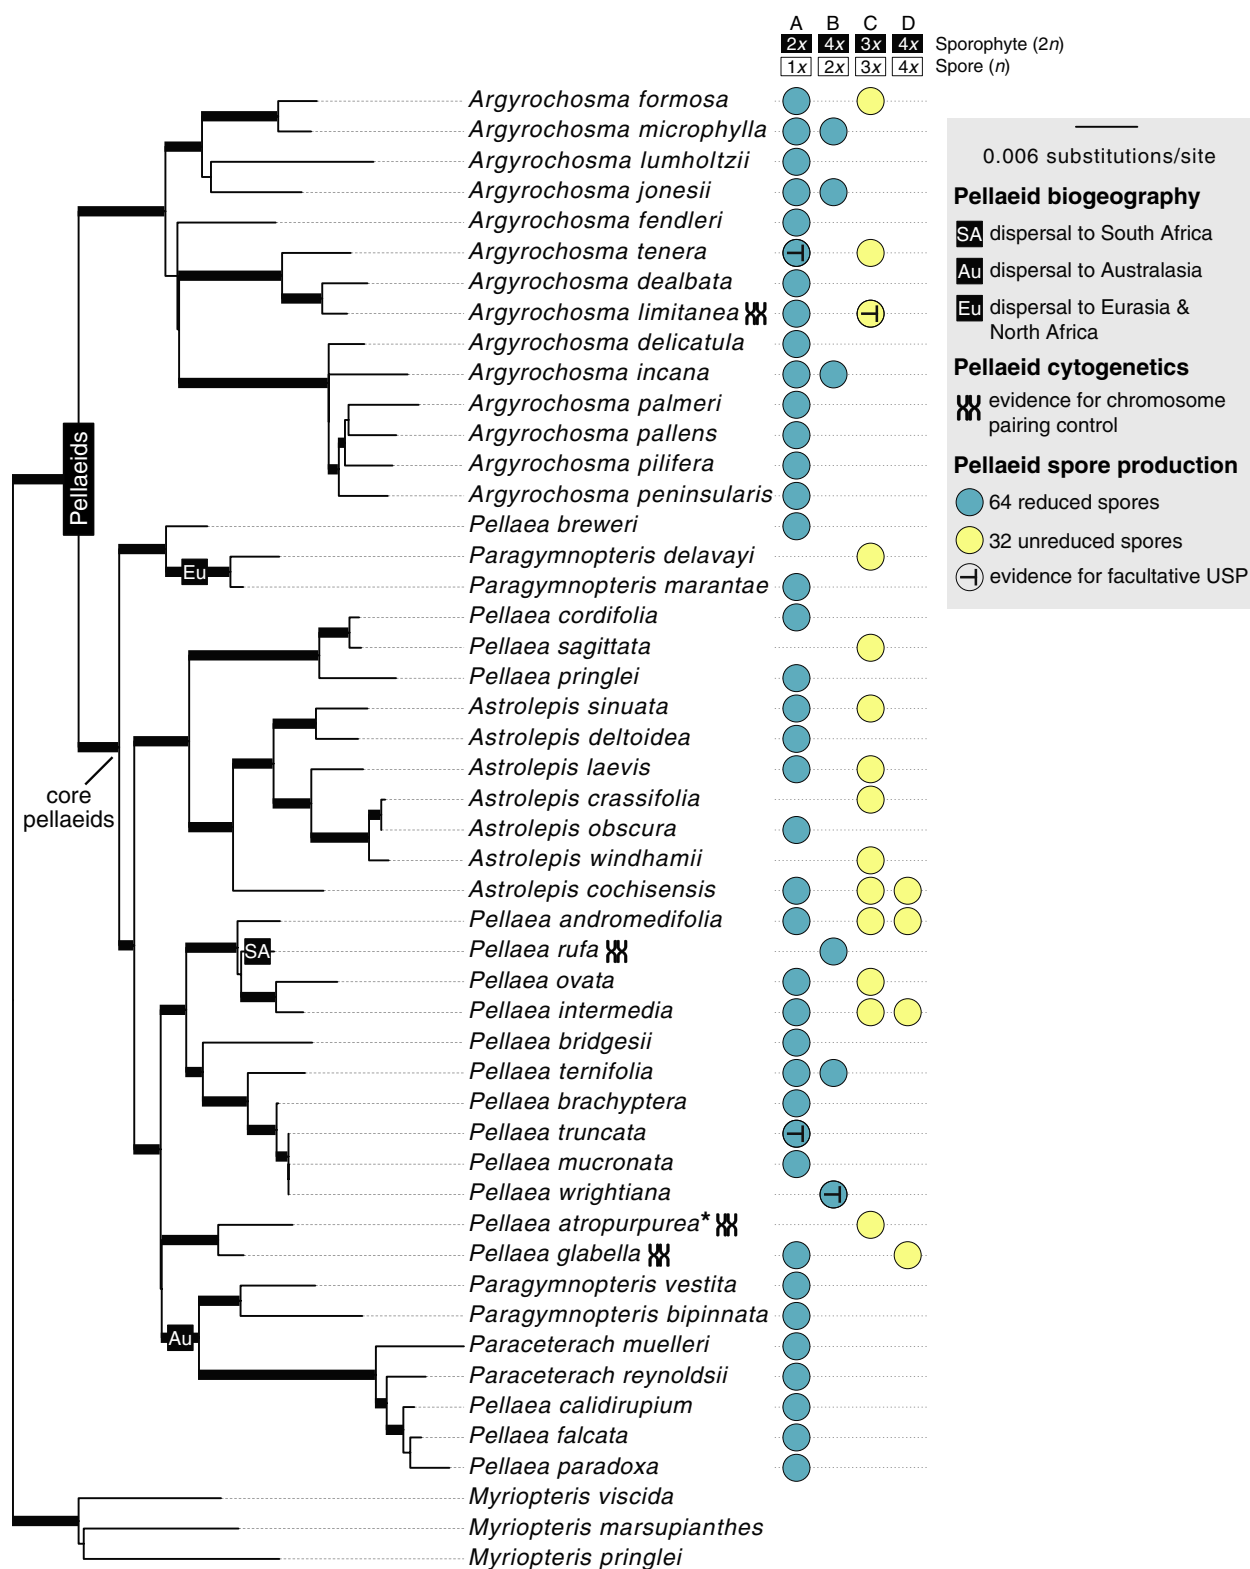 A B C D
2x 4x 3x 4x Sporophyte (2n)
1x 2x 3x 4x Spore (n)
Argyrochosma formosa
Argyrochosma microphylla
Argyrochosma lumholtzii
Argyrochosma jonesii
Argyrochosma fendleri
Argyrochosma tenera
Argyrochosma dealbata
Argyrochosma limitanea
Argyrochosma delicatula
Argyrochosma incana
Argyrochosma palmeri
Argyrochosma pallens
Argyrochosma pilifera
Argyrochosma peninsularis
Pellaea breweri
Paragymnopteris delavayi
Paragymnopteris marantae
Pellaea cordifolia
Pellaea sagittata
Pellaea pringlei
Astrolepis sinuata
Astrolepis deltoidea
Astrolepis laevis
Astrolepis crassifolia
Astrolepis obscura
Astrolepis windhamii
Astrolepis cochisensis
Pellaea andromedifolia
Pellaea rufa
Pellaea ovata
Pellaea intermedia
Pellaea bridgesii
Pellaea ternifolia
Pellaea brachyptera
Pellaea truncata
Pellaea mucronata
Pellaea wrightiana
Pellaea atropurpurea*
Pellaea glabella
Paragymnopteris vestita
Paragymnopteris bipinnata
Paraceterach muelleri
Paraceterach reynoldsii
Pellaea calidirupium
Pellaea falcata
Pellaea paradoxa
Myriopteris viscida
Myriopteris marsupianthes
Myriopteris pringlei
Pellaeids
Eu
core
pellaeids
SA
Au
0.006 substitutions/site
Pellaeid biogeography
SA dispersal to South Africa
Au dispersal to Australasia
Eu dispersal to Eurasia &
North Africa
Pellaeid cytogenetics
evidence for chromosome
pairing control
Pellaeid spore production
64 reduced spores
32 unreduced spores
evidence for facultative USP